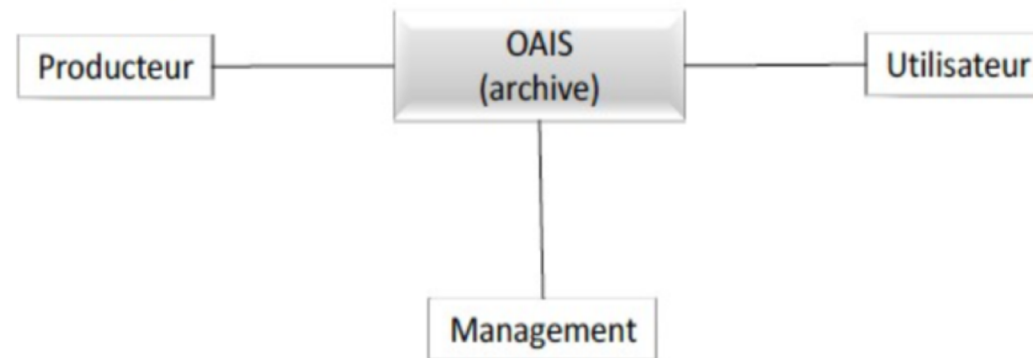 OAIS
(archive)
Producteur
Utilisateur
Management